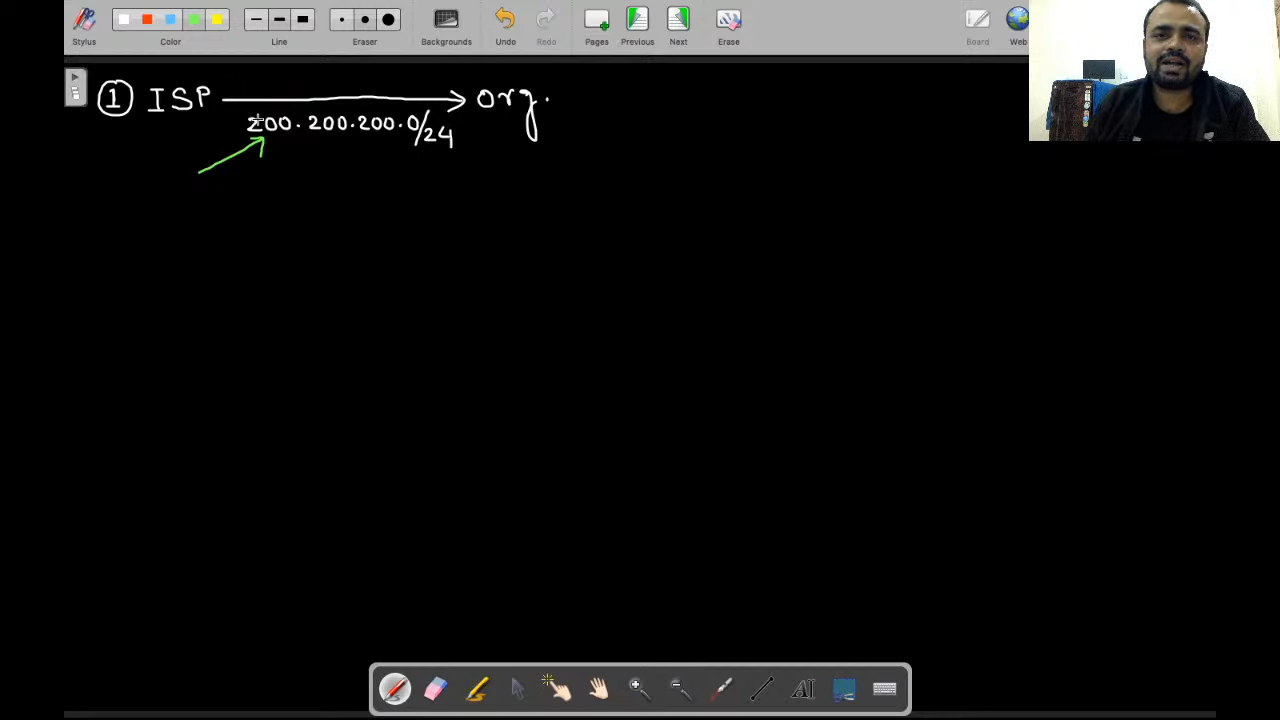 Stylus
Color
Line
Eraser
Backgrounds
Undo
Redo
Pages
Previous
Next
Erase
Board
Web
1 ISP org.
200.200.200.0/24
AI